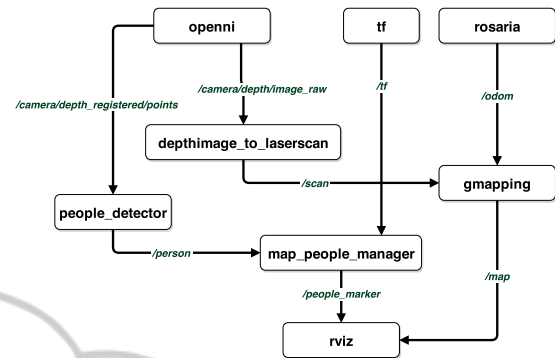 openni
tf
rosaria
/camera/depth/image_raw
/tf
/odom
/camera/depth_registered/points
depthimage_to_laserscan
/scan
gmapping
people_detector
/person
map_people_manager
/map
/people_marker
rviz